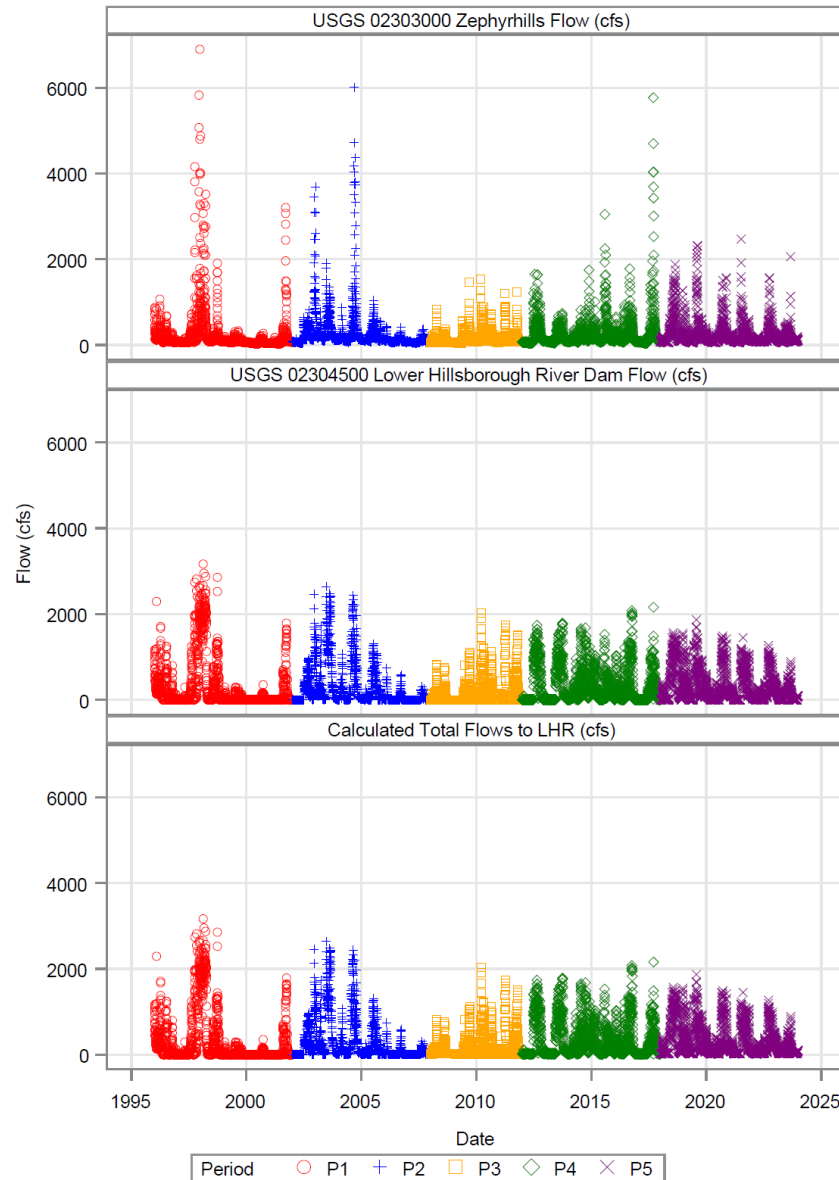 USGS 02303000 Zephyrhills Flow (cfs)
6000
4000
2000
0
USGS 02304500 Lower Hillsborough River Dam Flow (cfs)
6000
4000
2000
0
Flow (cfs)
Calculated Total Flows to LHR (cfs)
6000
4000
2000
0
1995 2000 2005 2010 2015 2020 2025
Date
Period P1 P2 P3 P4 P5